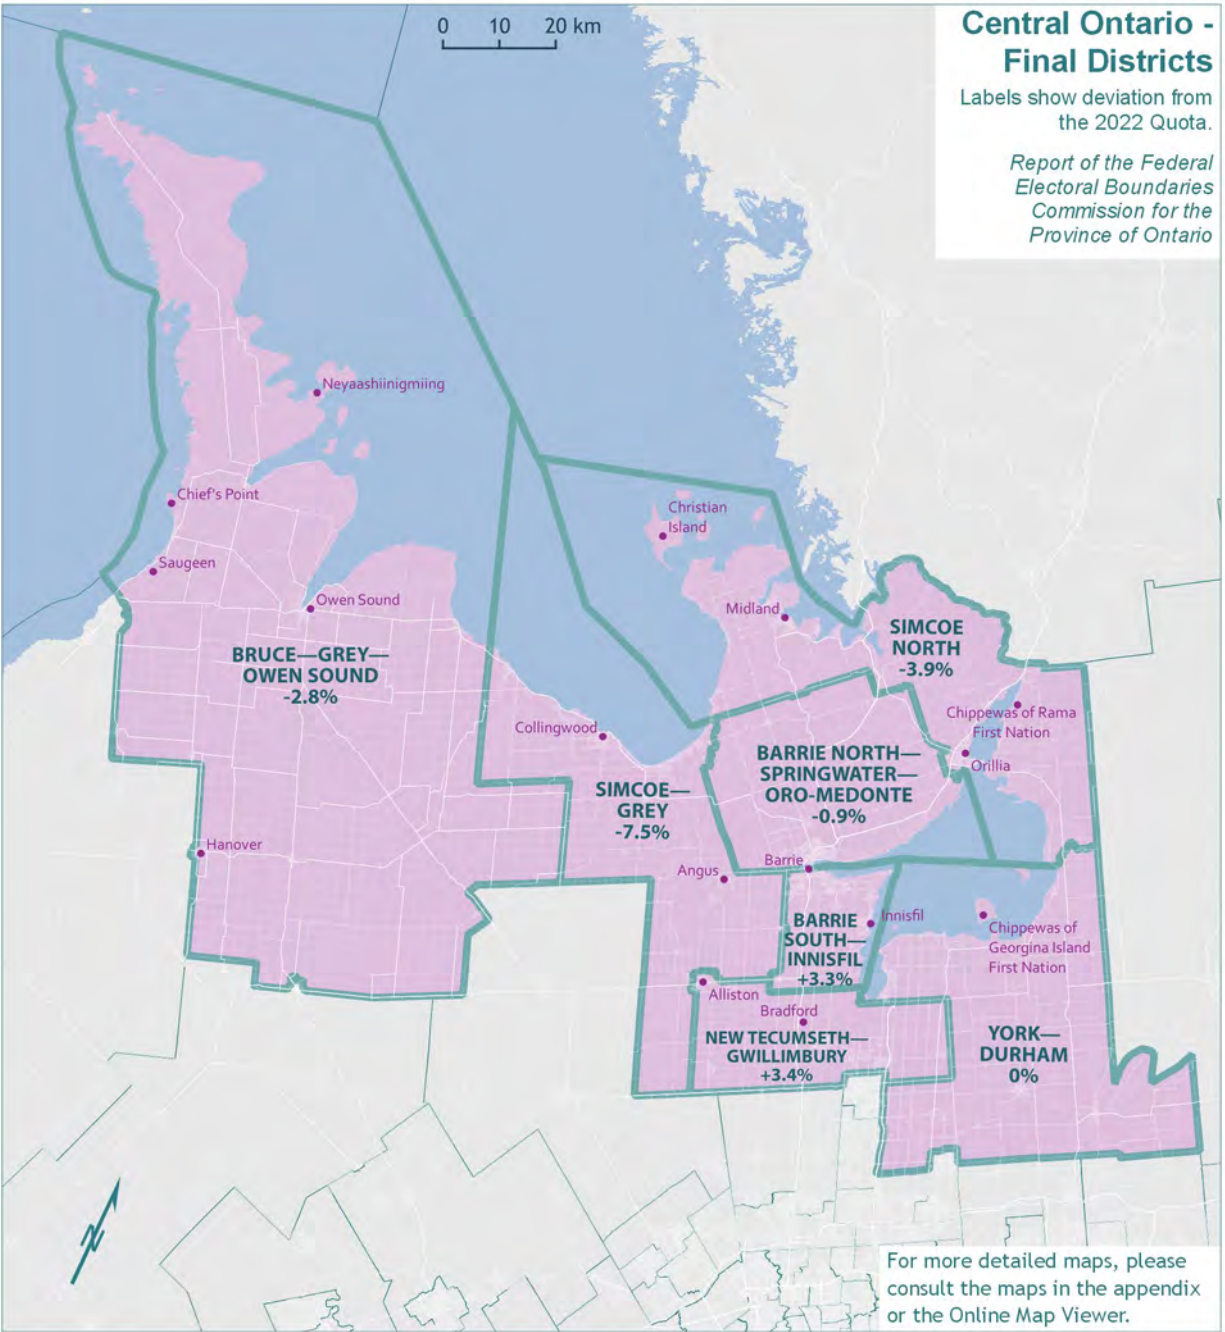 0 10 20 km
Central Ontario -
Final Districts
Labels show deviation from
the 2022 Quota.
Report of the Federal
Electoral Boundaries
Commission for the
Province of Ontario
Neyaashiinigmiing
Chief's Point
Christian
Island
Saugeen
Owen Sound
Midland
SIMCOE
NORTH
-3.9%
BRUCE—GREY—
OWEN SOUND
-2.8%
Chippewas of Rama
First Nation
Collingwood
BARRIE NORTH—
SPRINGWATER—
ORO-MEDONTE
-0.9%
Orillia
SIMCOE—
GREY
-7.5%
Hanover
Angus
Barrie
BARRIE
SOUTH—
INNISFIL
+3.3%
Innisfil
Chippewas of
Georgina Island
First Nation
Alliston
Bradford
NEW TECUMSETH—
GWILLIMBURY
+3.4%
YORK—
DURHAM
0%
N
For more detailed maps, please
consult the maps in the appendix
or the Online Map Viewer.